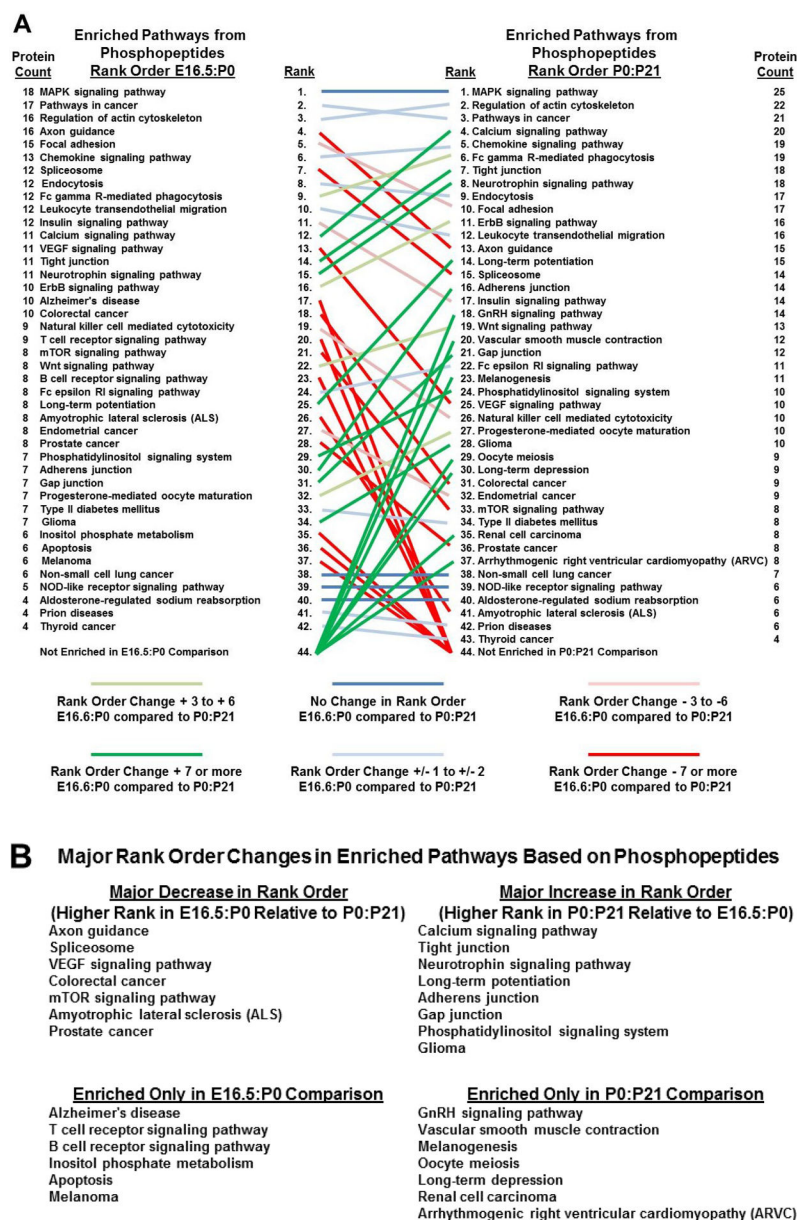 A
Enriched Pathways from
Phosphopeptides
Rank Order E16.5:P0
Protein
Count
Rank
Enriched Pathways from
Phosphopeptides
Rank Order P0:P21
Rank
Protein
Count
18 MAPK signaling pathway 1. 1. MAPK signaling pathway 25
17 Pathways in cancer 2. 2. Regulation of actin cytoskeleton 22
16 Regulation of actin cytoskeleton 3. 3. Pathways in cancer 21
16 Axon guidance 4. 4. Calcium signaling pathway 20
15 Focal adhesion 5. 5. Chemokine signaling pathway 19
13 Chemokine signaling pathway 6. 6. Fc gamma R-mediated phagocytosis 19
12 Spliceosome 7. 7. Tight junction 18
12 Endocytosis 8. 8. Neurotrophin signaling pathway 18
12 Fc gamma R-mediated phagocytosis 9. 9. Endocytosis 17
12 Leukocyte transendothelial migration 10. 10. Focal adhesion 17
12 Insulin signaling pathway 11. 11. ErbB signaling pathway 16
11 Calcium signaling pathway 12. 12. Leukocyte transendothelial migration 16
11 VEGF signaling pathway 13. 13. Axon guidance 15
11 Tight junction 14. 14. Long-term potentiation 15
11 Neurotrophin signaling pathway 15. 15. Spliceosome 14
10 ErbB signaling pathway 16. 16. Adherens junction 14
10 Alzheimer's disease 17. 17. Insulin signaling pathway 14
10 Colorectal cancer 18. 18. GnRH signaling pathway 14
9 Natural killer cell mediated cytotoxicity 19. 19. Wnt signaling pathway 13
9 T cell receptor signaling pathway 20. 20. Vascular smooth muscle contraction 12
8 mTOR signaling pathway 21. 21. Gap junction 12
8 Wnt signaling pathway 22. 22. Fc epsilon RI signaling pathway 11
8 B cell receptor signaling pathway 23. 23. Melanogenesis 11
8 Fc epsilon RI signaling pathway 24. 24. Phosphatidylinositol signaling system 10
8 Long-term potentiation 25. 25. VEGF signaling pathway 10
8 Amyotrophic lateral sclerosis (ALS) 26. 26. Natural killer cell mediated cytotoxicity 10
8 Endometrial cancer 27. 27. Progesterone-mediated oocyte maturation 10
8 Prostate cancer 28. 28. Glioma 10
7 Phosphatidylinositol signaling system 29. 29. Oocyte meiosis 9
7 Adherens junction 30. 30. Long-term depression 9
7 Gap junction 31. 31. Colorectal cancer 9
7 Progesterone-mediated oocyte maturation 32. 32. Endometrial cancer 9
7 Type II diabetes mellitus 33. 33. mTOR signaling pathway 8
7 Glioma 34. 34. Type II diabetes mellitus 8
6 Inositol phosphate metabolism 35. 35. Renal cell carcinoma 8
6 Apoptosis 36. 36. Prostate cancer 8
6 Melanoma 37. 37. Arrhythmogenic right ventricular cardiomyopathy (ARVC) 8
6 Non-small cell lung cancer 38. 38. Non-small cell lung cancer 7
5 NOD-like receptor signaling pathway 39. 39. NOD-like receptor signaling pathway 6
4 Aldosterone-regulated sodium reabsorption 40. 40. Aldosterone-regulated sodium reabsorption 6
4 Prion diseases 41. 41. Amyotrophic lateral sclerosis (ALS) 6
4 Thyroid cancer 42. 42. Prion diseases 6
43. Thyroid cancer 4
Not Enriched in E16.5:P0 Comparison 44. 44. Not Enriched in P0:P21 Comparison
Rank Order Change + 3 to + 6
E16.6:P0 compared to P0:P21
No Change in Rank Order
E16.6:P0 compared to P0:P21
Rank Order Change - 3 to -6
E16.6:P0 compared to P0:P21
Rank Order Change + 7 or more
E16.6:P0 compared to P0:P21
Rank Order Change +/- 1 to +/- 2
E16.6:P0 compared to P0:P21
Rank Order Change - 7 or more
E16.6:P0 compared to P0:P21
B Major Rank Order Changes in Enriched Pathways Based on Phosphopeptides
Major Decrease in Rank Order
(Higher Rank in E16.5:P0 Relative to P0:P21)
Axon guidance
Spliceosome
VEGF signaling pathway
Colorectal cancer
mTOR signaling pathway
Amyotrophic lateral sclerosis (ALS)
Prostate cancer
Major Increase in Rank Order
(Higher Rank in P0:P21 Relative to E16.5:P0)
Calcium signaling pathway
Tight junction
Neurotrophin signaling pathway
Long-term potentiation
Adherens junction
Gap junction
Phosphatidylinositol signaling system
Glioma
Enriched Only in E16.5:P0 Comparison
Alzheimer's disease
T cell receptor signaling pathway
B cell receptor signaling pathway
Inositol phosphate metabolism
Apoptosis
Melanoma
Enriched Only in P0:P21 Comparison
GnRH signaling pathway
Vascular smooth muscle contraction
Melanogenesis
Oocyte meiosis
Long-term depression
Renal cell carcinoma
Arrhythmogenic right ventricular cardiomyopathy (ARVC)